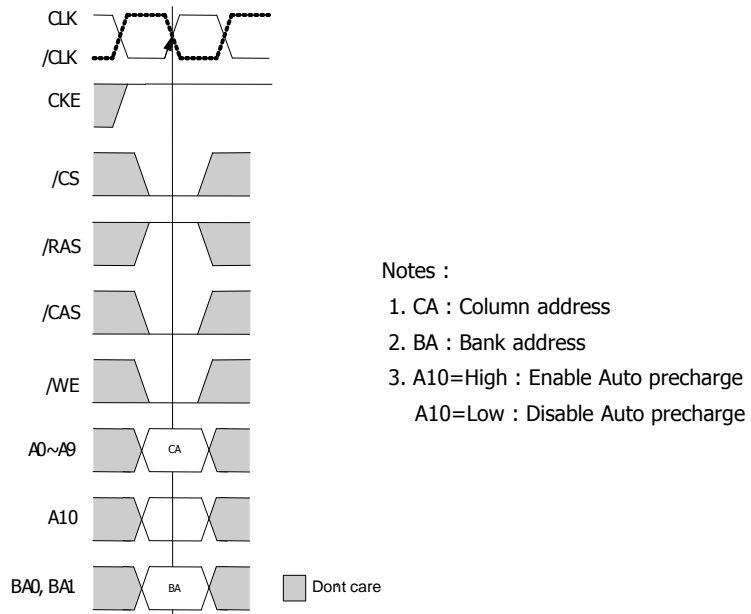 CLK
/CLK
CKE
/CS
/RAS
/CAS
/WE
A0~A9
CA
A10
BA0, BA1
BA
Dont care
Notes :
1. CA : Column address
2. BA : Bank address
3. A10=High : Enable Auto precharge
A10=Low : Disable Auto precharge